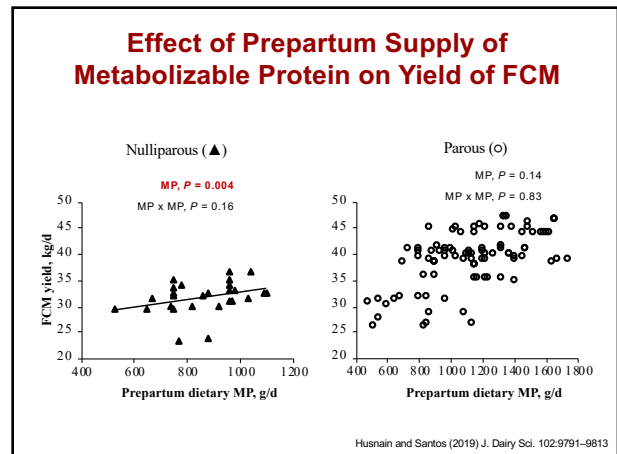 Effect of Prepartum Supply of
Metabolizable Protein on Yield of FCM
Nulliparous (▲)
MP, P = 0.004
MP x MP, P = 0.16
FCM yield, kg/d
50
45
40
35
30
25
20
400
600
800
1000
1200
Prepartum dietary MP, g/d
Parous (○)
MP, P = 0.14
MP x MP, P = 0.83
50
45
40
35
30
25
20
400
600
800
1000
1200
1400
1600
1800
Prepartum dietary MP, g/d
Husnain and Santos (2019) J. Dairy Sci. 102:9791–9813